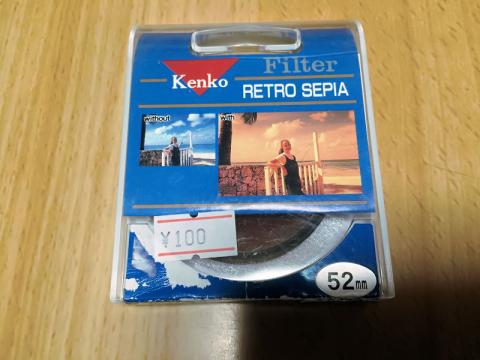 Kenko
Filter
RETRO SEPIA
without
with
¥100
52mm